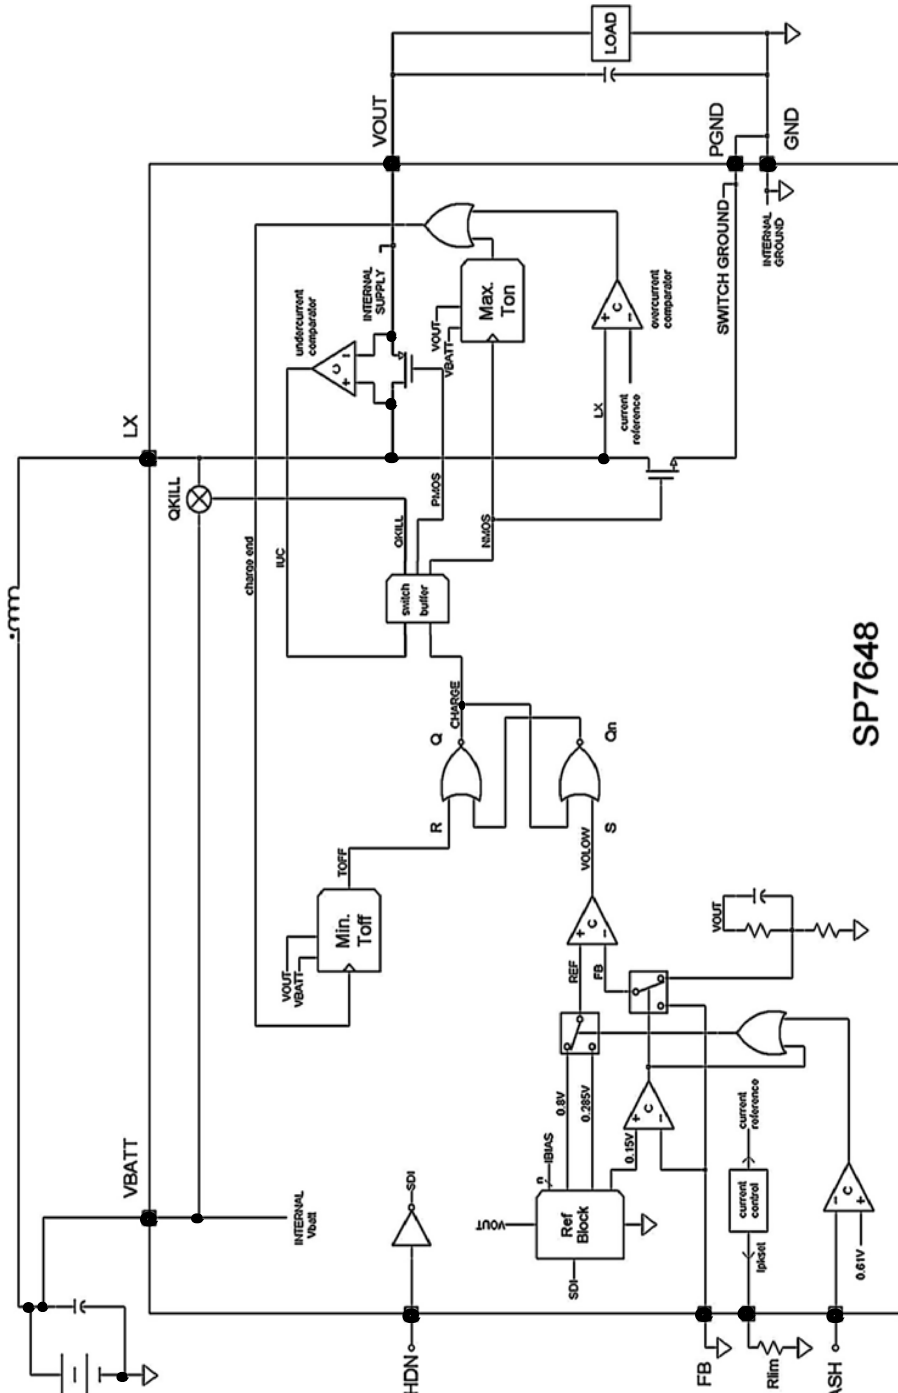 LOAD
VOUT
PGND
GND
LX
QKILL
undercurrent
comparator
INTERNAL
SUPPLY
C
+
−
VOUT
VBATT
Max.
Ton
C
+
−
overcurrent
comparator
SWITCH GROUND
INTERNAL
GROUND
LX
current
reference
charge end
IUC
QKILL
PMOS
NMOS
switch
buffer
CHARGE
Q
Qn
R
S
TOFF
VOLOW
VOUT
VBATT
Min.
Toff
C
+
−
REF
FB
VOUT
0.8V
0.285V
0.15V
C
+
−
n
IBIAS
VOUT
Ref
Block
SDI
SDI
VBATT
INTERNAL
Vbatt
current
reference
current
control
Ipkset
C
−
+
0.61V
HDN
FB
Rlim
ASH
SP7648